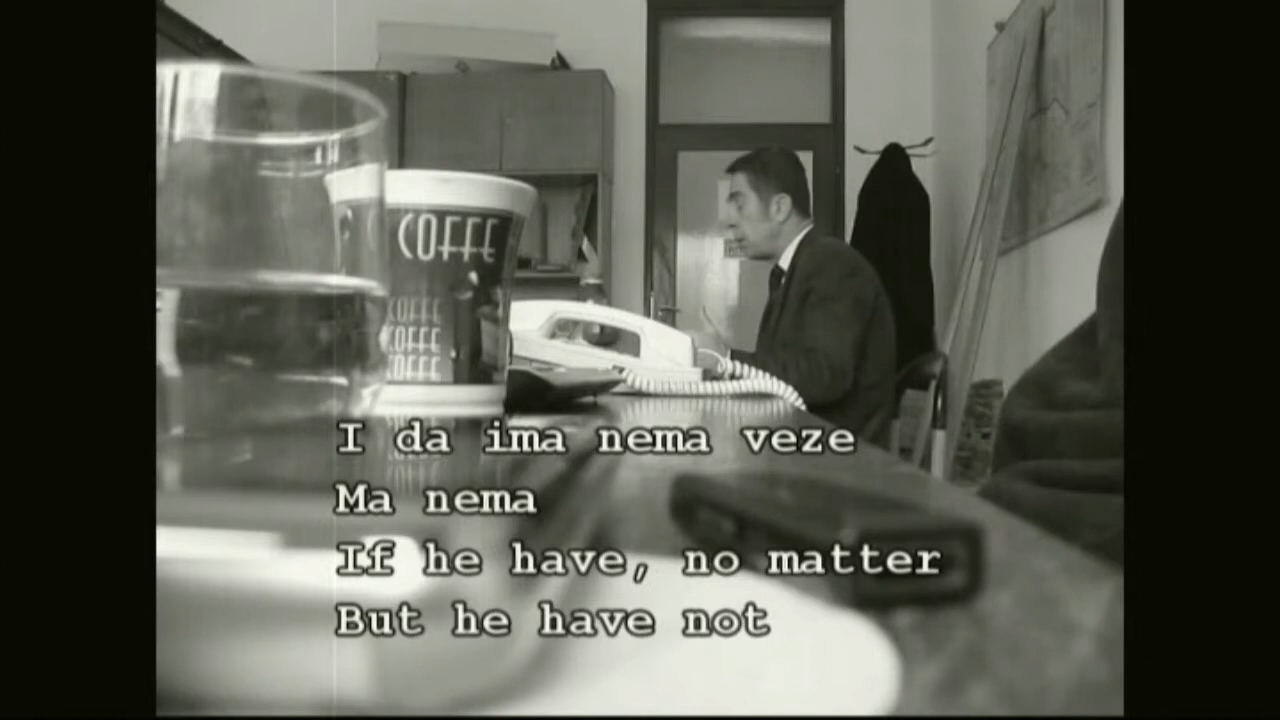 COFFE
COFFE
COFFE
COFFE
I da ima nema veze
Ma nema
If he have, no matter
But he have not